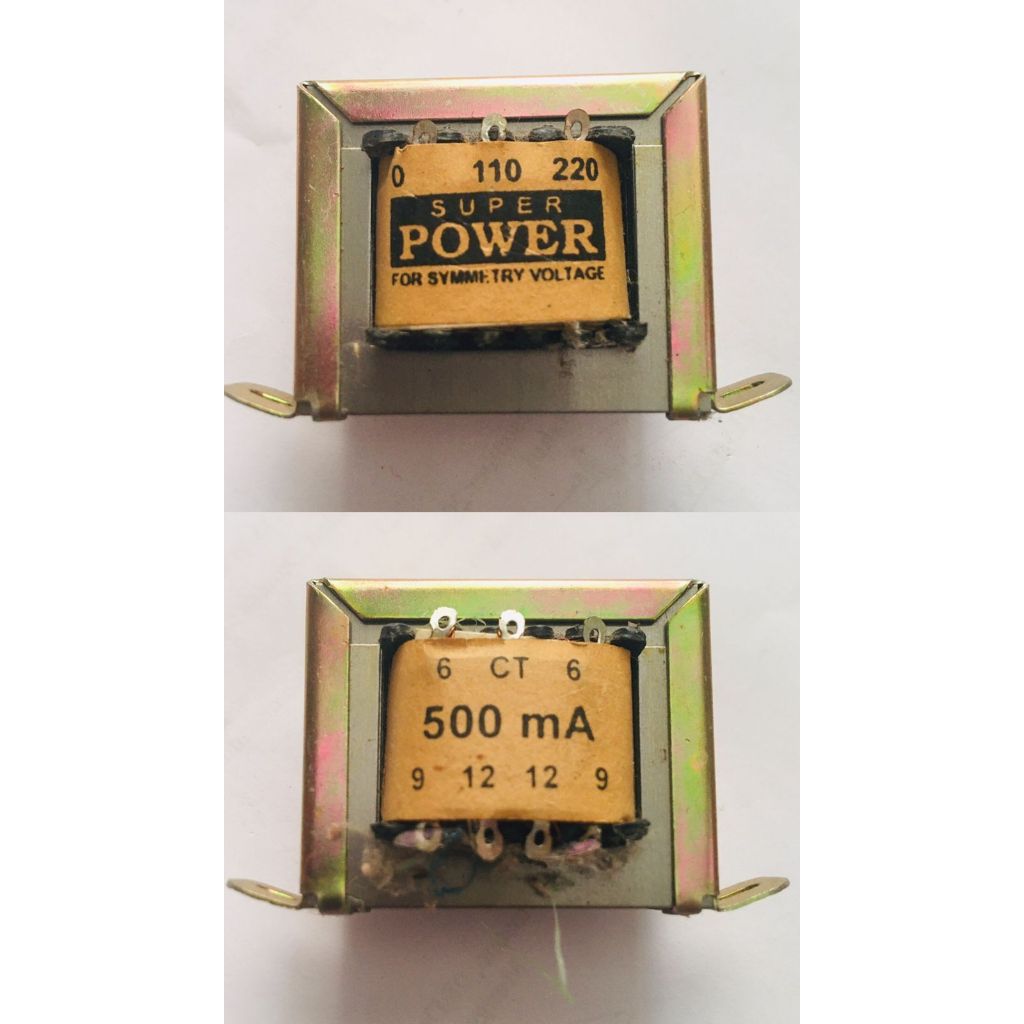 0 110 220
SUPER
POWER
FOR SYMMETRY VOLTAGE
6 CT 6
500 mA
9 12 12 9